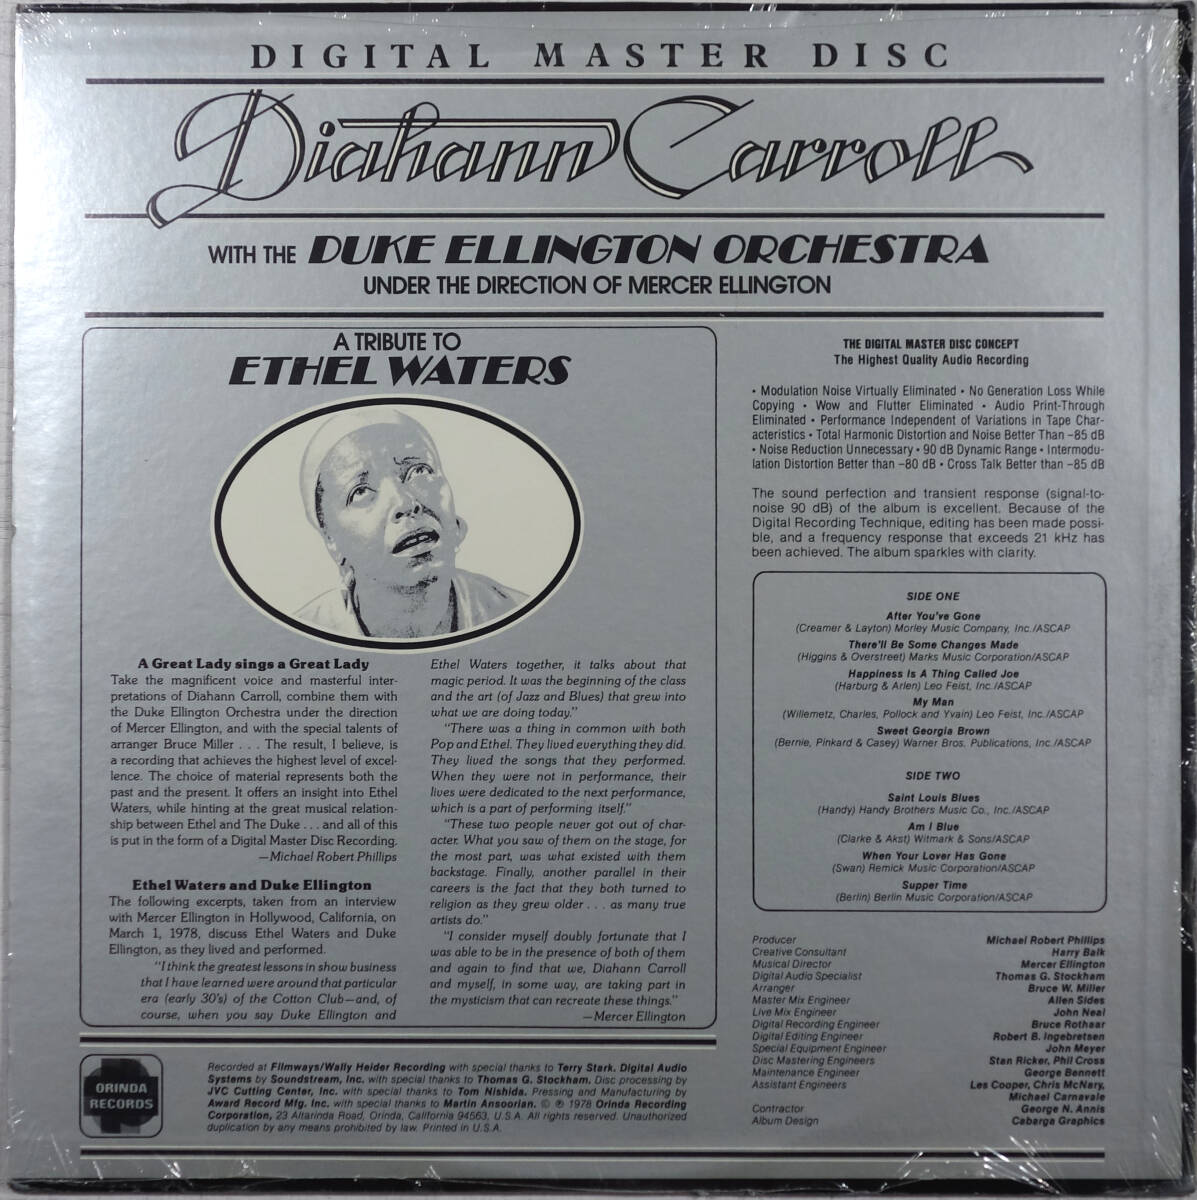 DIGITAL MASTER DISC
Diahann Carroll
WITH THE DUKE ELLINGTON ORCHESTRA
UNDER THE DIRECTION OF MERCER ELLINGTON
A TRIBUTE TO
ETHEL WATERS
A Great Lady sings a Great Lady
Take the magnificent voice and masterful inter-
pretations of Diahann Carroll, combine them with
the Duke Ellington Orchestra under the direction
of Mercer Ellington, and with the special talents of
arranger Bruce Miller . . . The result, I believe, is
a recording that achieves the highest level of excel-
lence. The choice of material represents both the
past and the present. It offers an insight into Ethel
Waters, while hinting at the great musical relation-
ship between Ethel and The Duke . . . and all of this
is put in the form of a Digital Master Disc Recording.
—Michael Robert Phillips
Ethel Waters and Duke Ellington
The following excerpts, taken from an interview
with Mercer Ellington in Hollywood, California, on
March 1, 1978, discuss Ethel Waters and Duke
Ellington, as they lived and performed.
"I think the greatest lessons in show business
that I have learned were around that particular
era (early 30's) of the Cotton Club—and, of
course, when you say Duke Ellington and
Ethel Waters together, it talks about that
magic period. It was the beginning of the class
and the art (of Jazz and Blues) that grew into
what we are doing today."
"There was a thing in common with both
Pop and Ethel. They lived everything they did.
They lived the songs that they performed.
When they were not in performance, their
lives were dedicated to the next performance,
which is a part of performing itself."
"These two people never got out of char-
acter. What you saw of them on the stage, for
the most part, was what existed with them
backstage. Finally, another parallel in their
careers is the fact that they both turned to
religion as they grew older . . . as many true
artists do."
"I consider myself doubly fortunate that I
was able to be in the presence of both of them
and again to find that we, Diahann Carroll
and myself, in some way, are taking part in
the mysticism that can recreate these things."
—Mercer Ellington
THE DIGITAL MASTER DISC CONCEPT
The Highest Quality Audio Recording
• Modulation Noise Virtually Eliminated • No Generation Loss While
Copying • Wow and Flutter Eliminated • Audio Print-Through
Eliminated • Performance Independent of Variations in Tape Char-
acteristics • Total Harmonic Distortion and Noise Better Than –85 dB
• Noise Reduction Unnecessary • 90 dB Dynamic Range • Intermodu-
lation Distortion Better than –80 dB • Cross Talk Better than –85 dB
The sound perfection and transient response (signal-to-
noise 90 dB) of the album is excellent. Because of the
Digital Recording Technique, editing has been made possi-
ble, and a frequency response that exceeds 21 kHz has
been achieved. The album sparkles with clarity.
SIDE ONE
After You've Gone
(Creamer & Layton) Morley Music Company, Inc./ASCAP
There'll Be Some Changes Made
(Higgins & Overstreet) Marks Music Corporation/ASCAP
Happiness Is A Thing Called Joe
(Harburg & Arlen) Leo Feist, Inc./ASCAP
My Man
(Willemetz, Charles, Pollock and Yvain) Leo Feist, Inc./ASCAP
Sweet Georgia Brown
(Bernie, Pinkard & Casey) Warner Bros. Publications, Inc./ASCAP
SIDE TWO
Saint Louis Blues
(Handy) Handy Brothers Music Co., Inc./ASCAP
Am I Blue
(Clarke & Akst) Witmark & Sons/ASCAP
When Your Lover Has Gone
(Swan) Remick Music Corporation/ASCAP
Supper Time
(Berlin) Berlin Music Corporation/ASCAP
Producer Michael Robert Phillips
Creative Consultant Harry Balk
Musical Director Mercer Ellington
Digital Audio Specialist Thomas G. Stockham
Arranger Bruce W. Miller
Master Mix Engineer Allen Sides
Live Mix Engineer John Neal
Digital Recording Engineer Bruce Rothaar
Digital Editing Engineer Robert B. Ingebretsen
Special Equipment Engineer John Meyer
Disc Mastering Engineers Stan Ricker, Phil Cross
Maintenance Engineer George Bennett
Assistant Engineers Les Cooper, Chris McNary,
Michael Carnavale
Contractor George N. Annis
Album Design Cabarga Graphics
ORINDA
RECORDS
Recorded at Filmways/Wally Heider Recording with special thanks to Terry Stark. Digital Audio
Systems by Soundstream, Inc. with special thanks to Thomas G. Stockham. Disc processing by
JVC Cutting Center, Inc. with special thanks to Tom Nishida. Pressing and Manufacturing by
Award Record Mfg. Inc. with special thanks to Martin Ansoorian. © ℗ 1978 Orinda Recording
Corporation, 23 Altarinda Road, Orinda, California 94563, U.S.A. All rights reserved. Unauthorized
duplication by any means prohibited by law. Printed in U.S.A.